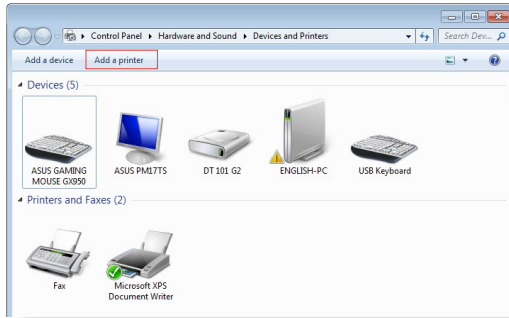 Control Panel ▸ Hardware and Sound ▸ Devices and Printers
Search Dev...
Add a device
Add a printer
Devices (5)
ASUS GAMING
MOUSE GX950
ASUS PM17TS
DT 101 G2
ENGLISH-PC
USB Keyboard
Printers and Faxes (2)
Fax
Microsoft XPS
Document Writer